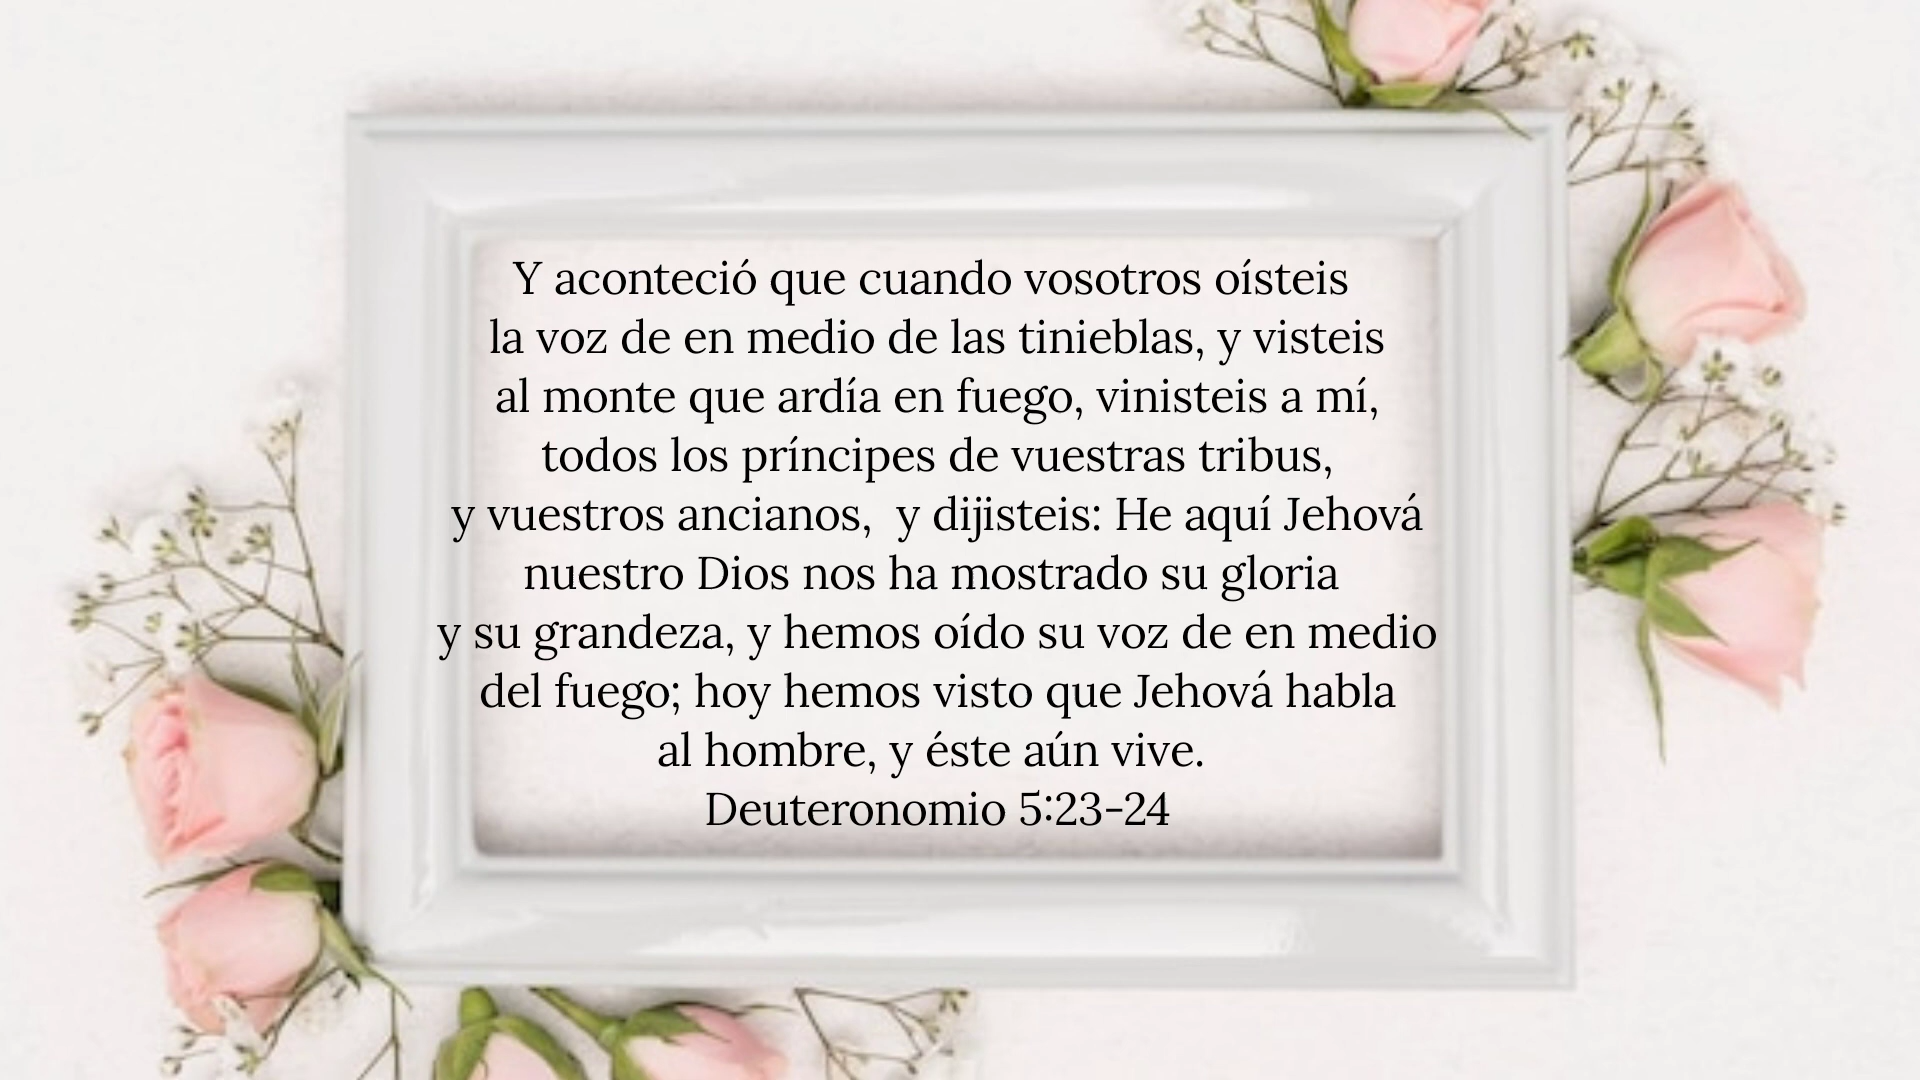 Y aconteció que cuando vosotros oísteis
la voz de en medio de las tinieblas, y visteis
al monte que ardía en fuego, vinisteis a mí,
todos los príncipes de vuestras tribus,
y vuestros ancianos,  y dijisteis: He aquí Jehová
nuestro Dios nos ha mostrado su gloria
y su grandeza, y hemos oído su voz de en medio
del fuego; hoy hemos visto que Jehová habla
al hombre, y éste aún vive.
Deuteronomio 5:23-24